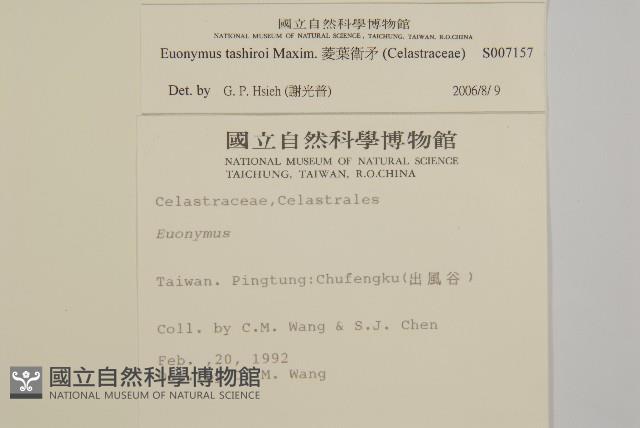 國立自然科學博物館
NATIONAL MUSEUM OF NATURAL SCIENCE, TAICHUNG, TAIWAN, R.O.CHINA
Euonymus tashiroi Maxim. 菱葉衛矛 (Celastraceae) S007157
Det. by G. P. Hsieh (謝光普) 2006/8/ 9
國立自然科學博物館
NATIONAL MUSEUM OF NATURAL SCIENCE
TAICHUNG, TAIWAN, R.O.CHINA
Celastraceae,Celastrales
Euonymus
Taiwan. Pingtung:Chufengku(出風谷)
Coll. by C.M. Wang & S.J. Chen
Feb. ,20, 1992
M. Wang
國立自然科學博物館
NATIONAL MUSEUM OF NATURAL SCIENCE